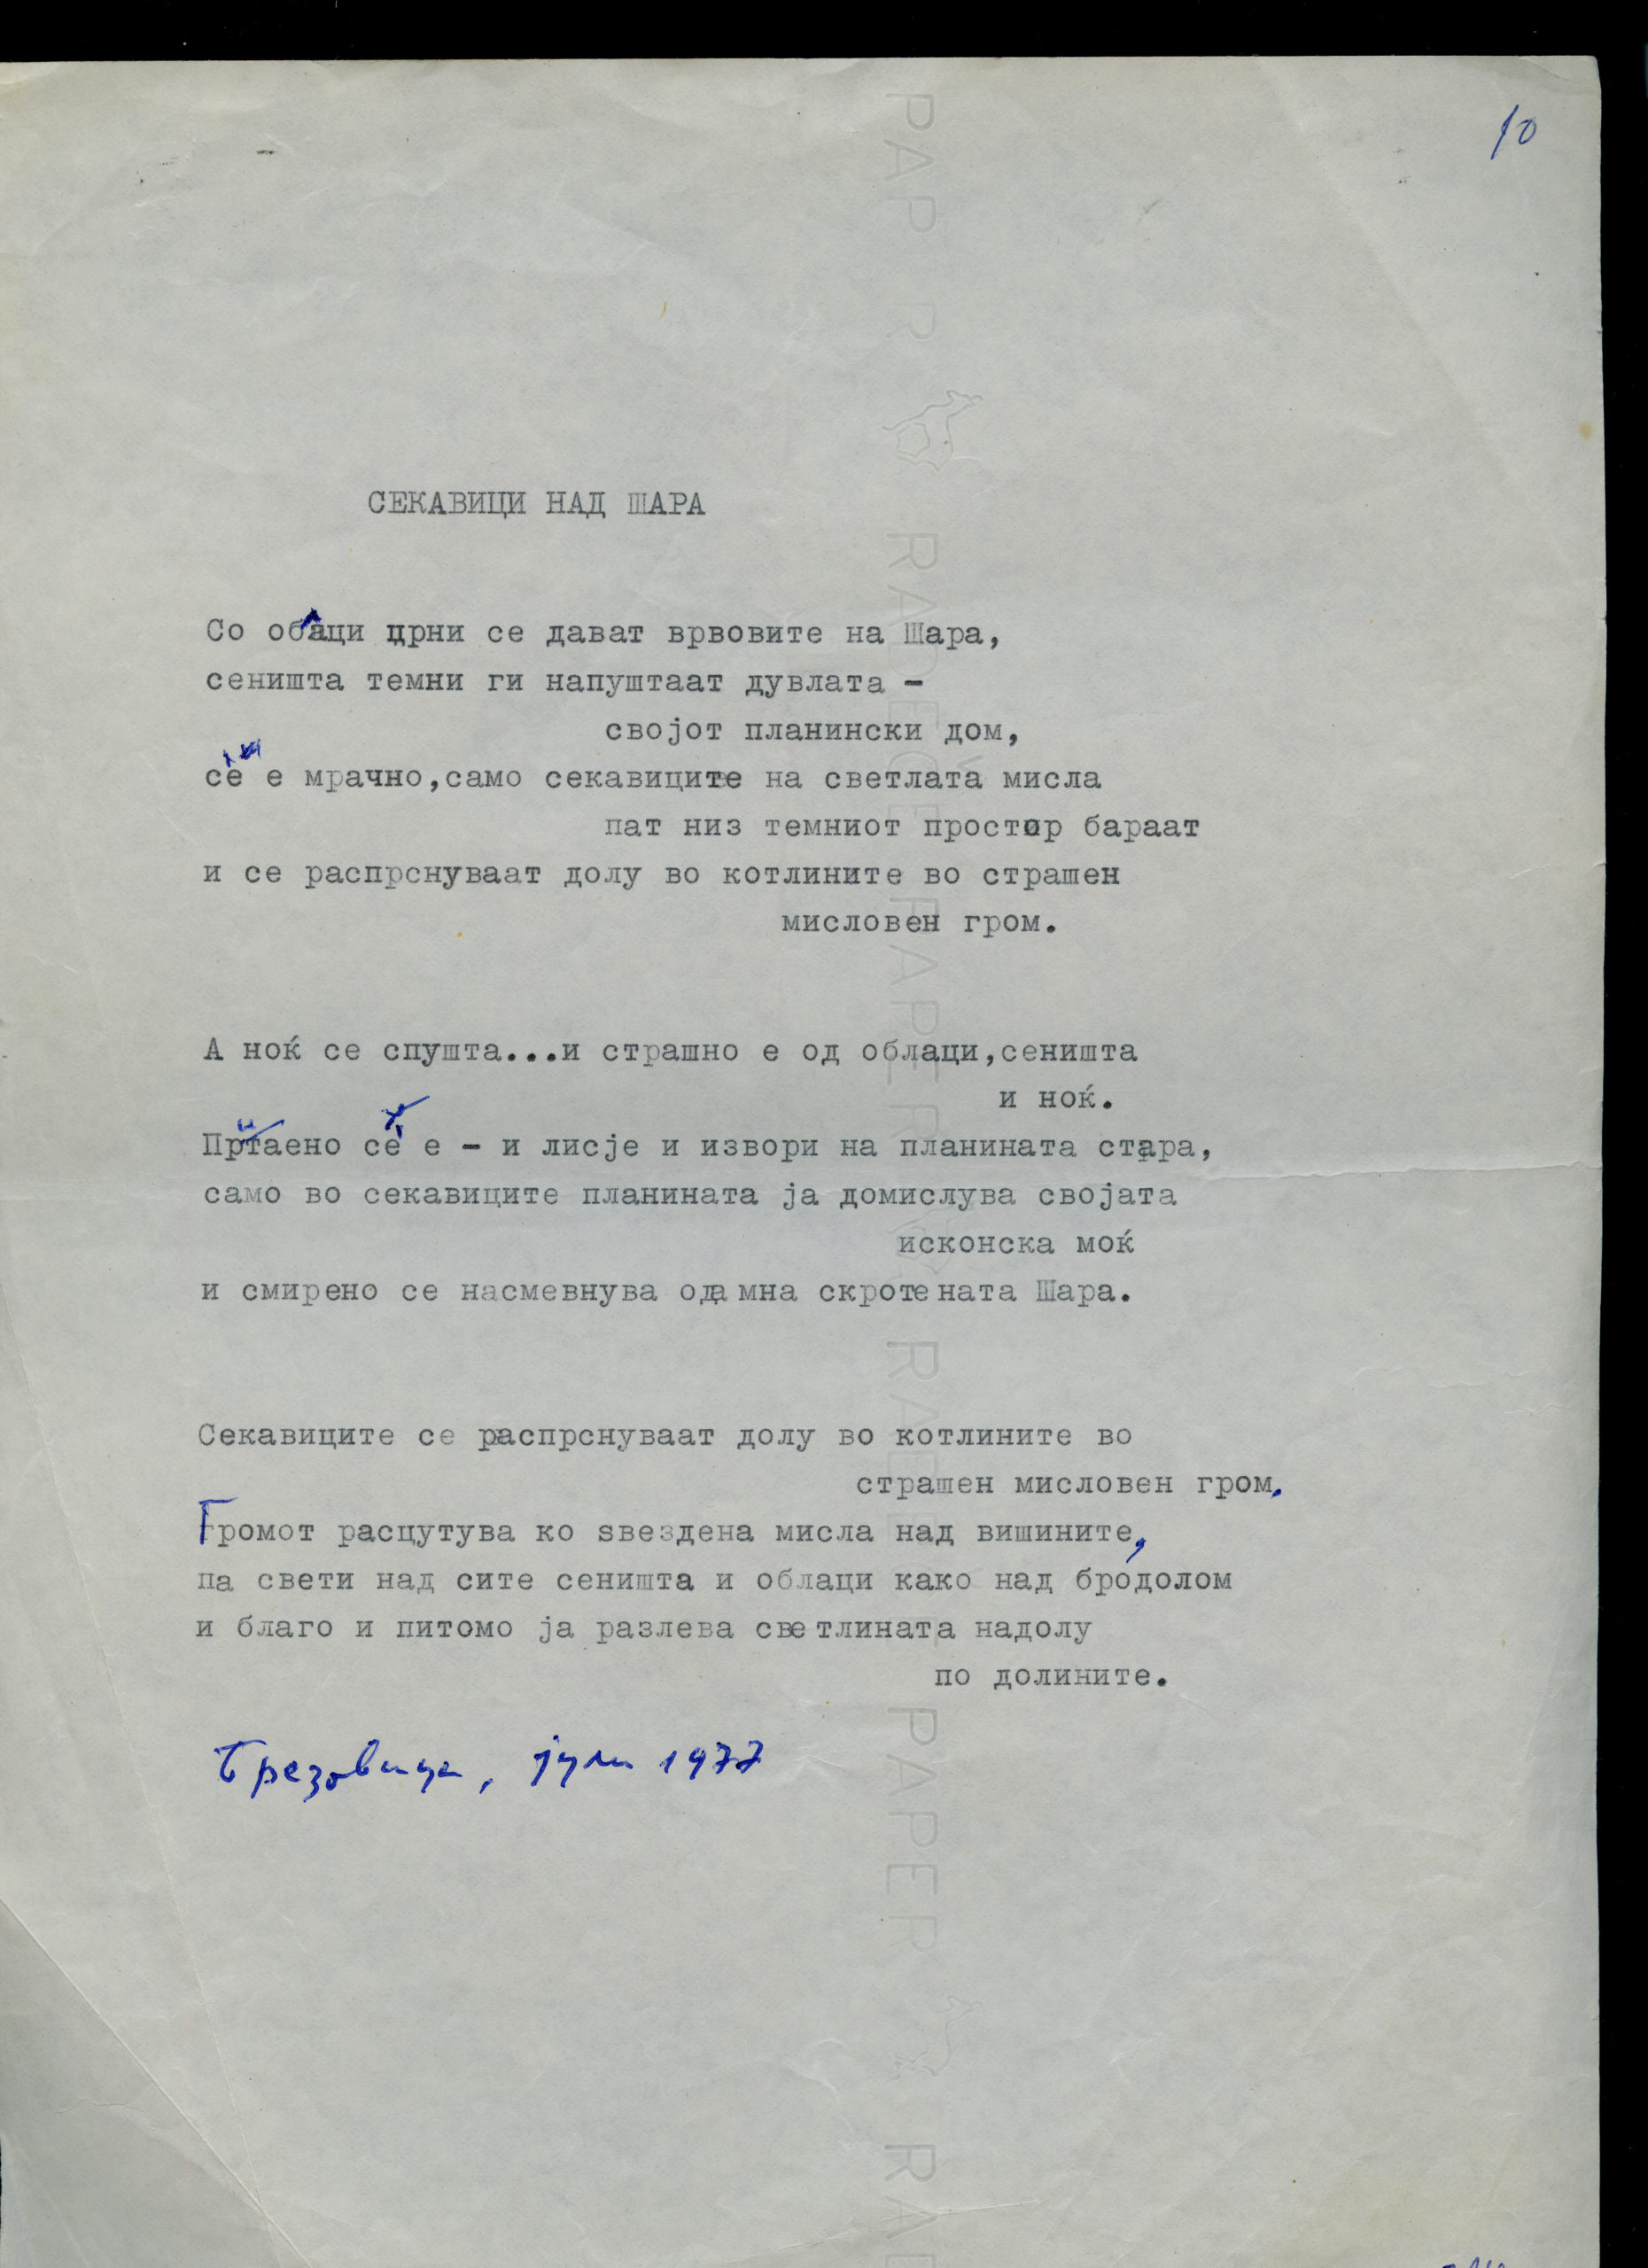 10
СЕКАВИЦИ НАД ШАРА
Со облаци црни се дават врвовите на Шара,
сеништа темни ги напуштаат дувлата –
својот планински дом,
сѐ е мрачно,само секавиците на светлата мисла
пат низ темниот простор бараат
и се распрснуваат долу во котлините во страшен
мисловен гром.
А ноќ се спушта...и страшно е од облаци,сеништа
и ноќ.
Притаено сѐ е – и лисје и извори на планината стара,
само во секавиците планината ја домислува својата
исконска моќ
и смирено се насмевнува одамна скротената Шара.
Секавиците се распрснуваат долу во котлините во
страшен мисловен гром.
Громот расцутува ко ѕвездена мисла над вишините,
па свети над сите сеништа и облаци како над бродолом
и благо и питомо ја разлева светлината надолу
по долините.
Брезовица, јули 1977